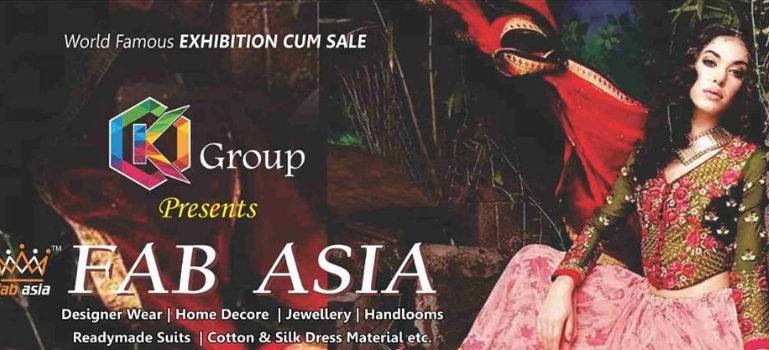 World Famous EXHIBITION CUM SALE
K Group
Presents
fab asia ™
FAB ASIA
Designer Wear | Home Decore | Jewellery | Handlooms
Readymade Suits | Cotton & Silk Dress Material etc.